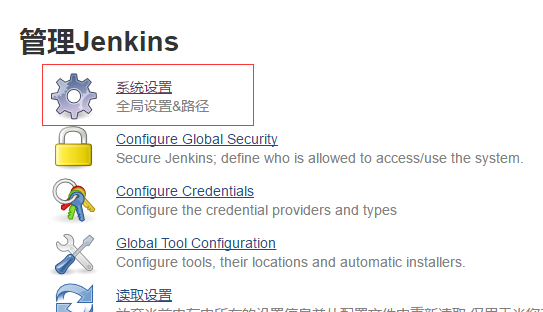 管理Jenkins
系统设置
全局设置&路径
Configure Global Security
Secure Jenkins; define who is allowed to access/use the system.
Configure Credentials
Configure the credential providers and types
Global Tool Configuration
Configure tools, their locations and automatic installers.
读取设置